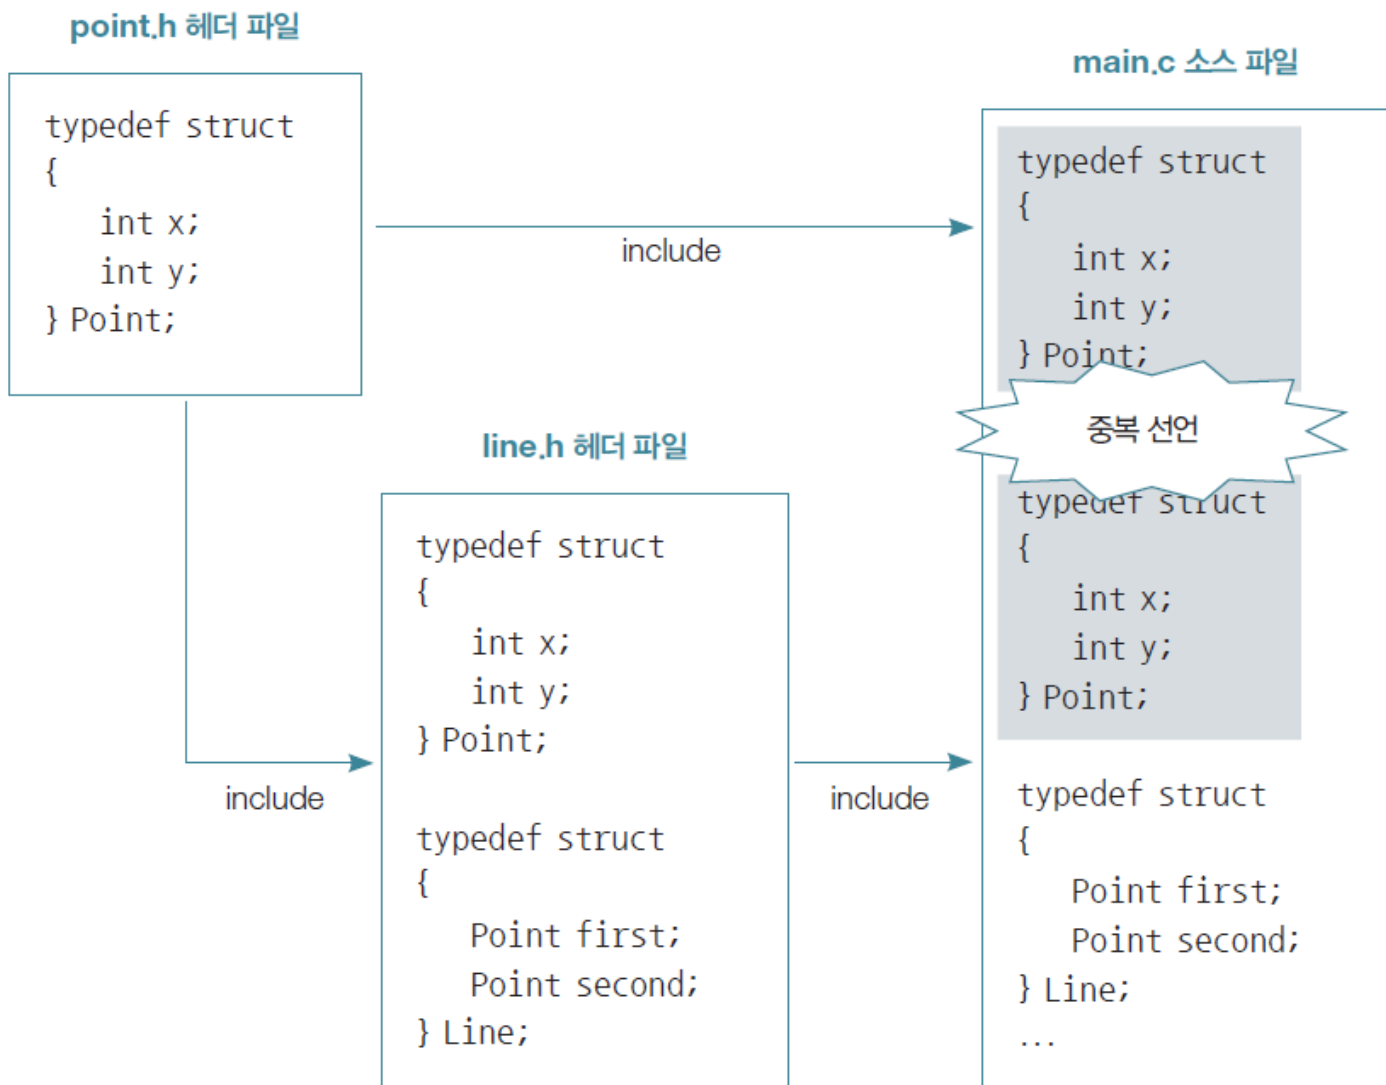 point.h 헤더 파일
typedef struct
{
int x;
int y;
} Point;
include
include
line.h 헤더 파일
typedef struct
{
int x;
int y;
} Point;
typedef struct
{
Point first;
Point second;
} Line;
include
main.c 소스 파일
typedef struct
{
int x;
int y;
} Point;
중복 선언
typedef struct
{
int x;
int y;
} Point;
typedef struct
{
Point first;
Point second;
} Line;
...